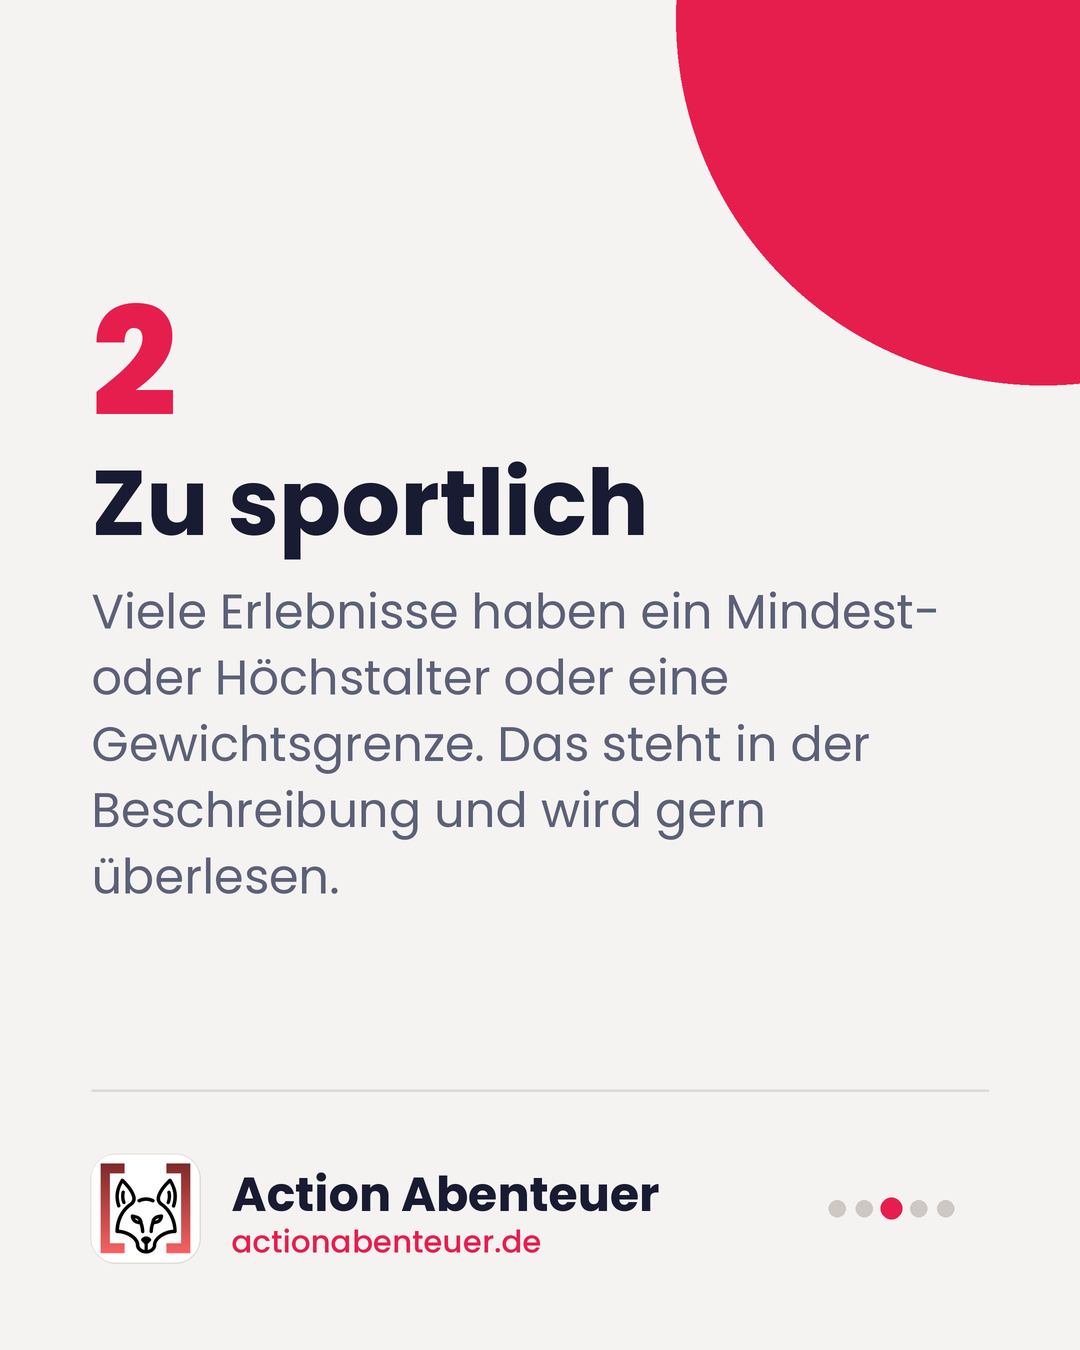 2
Zu sportlich
Viele Erlebnisse haben ein Mindest-
oder Höchstalter oder eine
Gewichtsgrenze. Das steht in der
Beschreibung und wird gern
überlesen.
Action Abenteuer
actionabenteuer.de